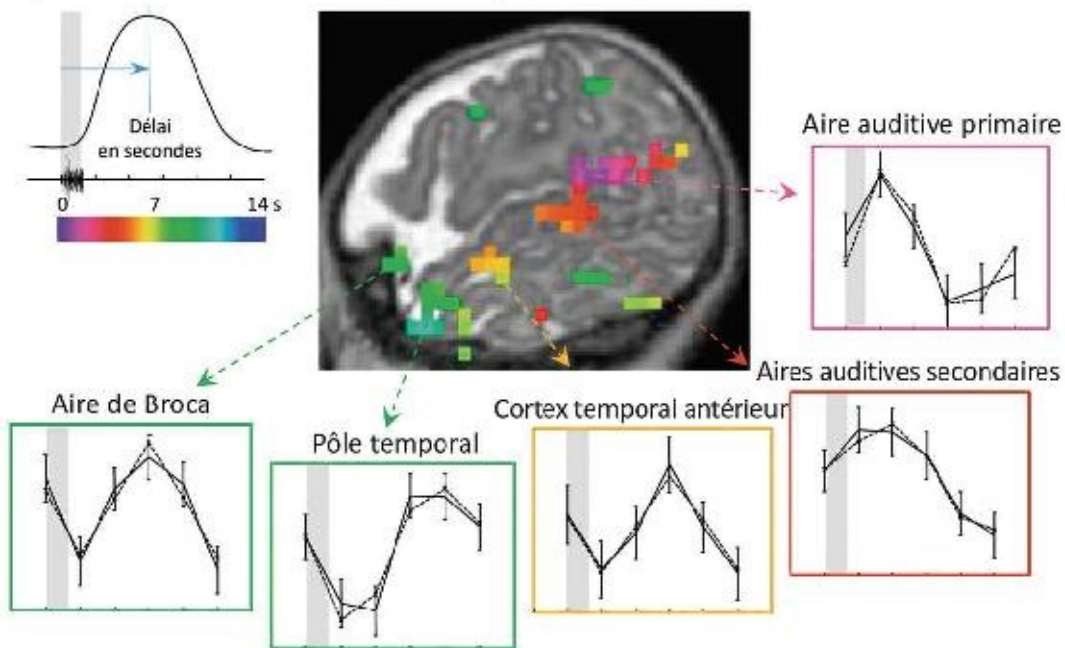 Délai
en secondes
0 7 14 s
Aire auditive primaire
Aires auditives secondaires
Aire de Broca
Pôle temporal
Cortex temporal antérieur